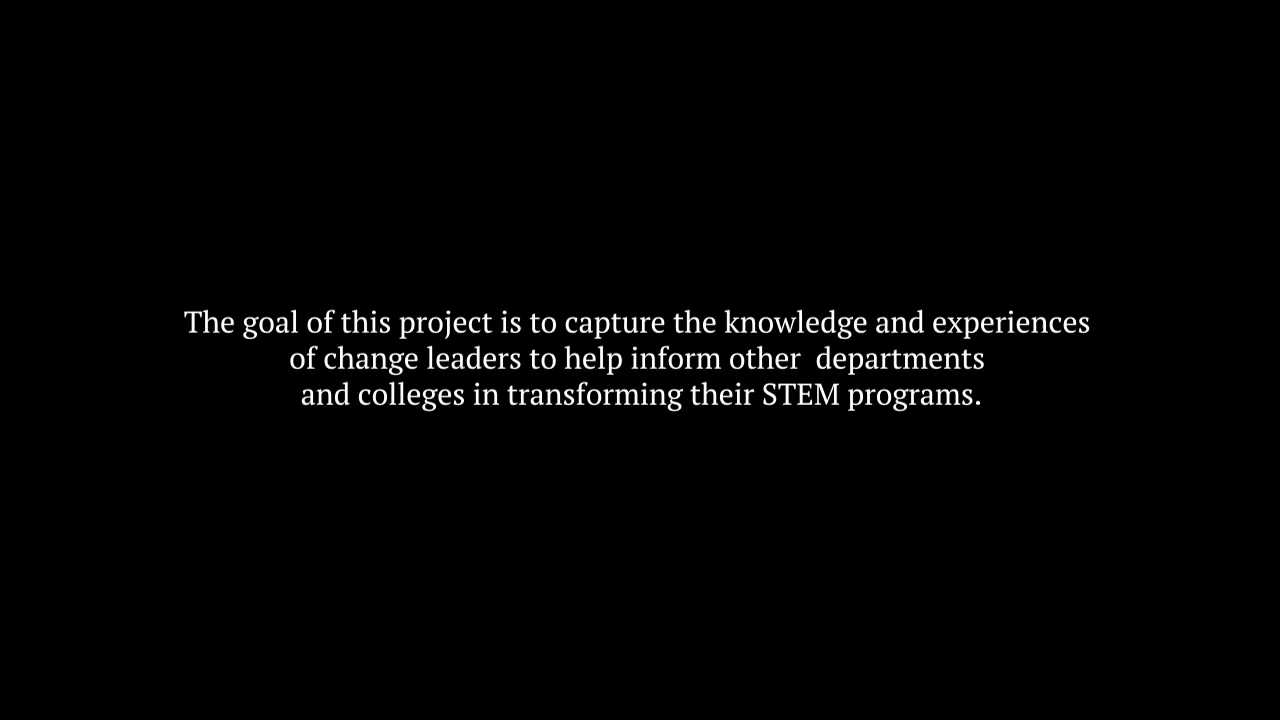 The goal of this project is to capture the knowledge and experiences
of change leaders to help inform other  departments
and colleges in transforming their STEM programs.